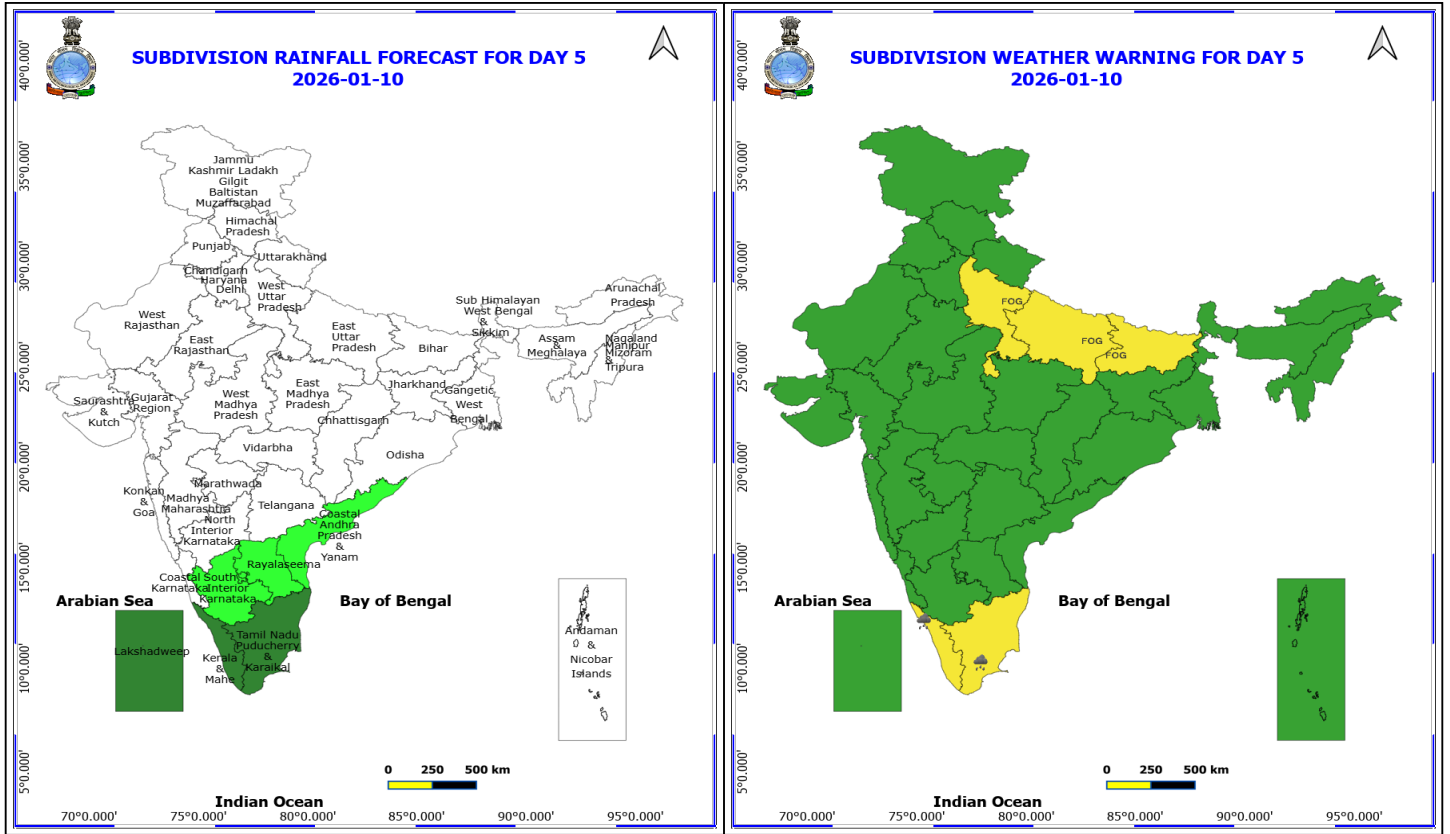 SUBDIVISION RAINFALL FORECAST FOR DAY 5
2026-01-10
40°0.000'
35°0.000'
30°0.000'
25°0.000'
20°0.000'
15°0.000'
10°0.000'
5°0.000'
Jammu
Kashmir Ladakh
Gilgit
Baltistan
Muzaffarabad
Himachal
Pradesh
Punjab
Uttarakhand
Chandigarh
Haryana
Delhi
West
Uttar
Pradesh
Arunachal
Pradesh
Sub Himalayan
West Bengal
&
Sikkim
West
Rajasthan
East
Rajasthan
East
Uttar
Pradesh
Bihar
Assam
&
Meghalaya
Nagaland
Manipur
Mizoram
&
Tripura
Saurashtra
&
Kutch
Gujarat
Region
West
Madhya
Pradesh
East
Madhya
Pradesh
Jharkhand
Gangetic
West
Bengal
Chhattisgarh
Vidarbha
Odisha
Konkan
&
Goa
Madhya
Maharashtra
Marathwada
Telangana
North
Interior
Karnataka
Coastal
Andhra
Pradesh
&
Yanam
Rayalaseema
Coastal
Karnataka
South
Interior
Karnataka
Arabian Sea
Bay of Bengal
Lakshadweep
Kerala
&
Mahe
Tamil Nadu
Puducherry
&
Karaikal
Andaman
&
Nicobar
Islands
0 250 500 km
Indian Ocean
70°0.000' 75°0.000' 80°0.000' 85°0.000' 90°0.000' 95°0.000'
SUBDIVISION WEATHER WARNING FOR DAY 5
2026-01-10
40°0.000'
35°0.000'
30°0.000'
25°0.000'
20°0.000'
15°0.000'
10°0.000'
5°0.000'
FOG
FOG
FOG
Arabian Sea
Bay of Bengal
0 250 500 km
Indian Ocean
70°0.000' 75°0.000' 80°0.000' 85°0.000' 90°0.000' 95°0.000'